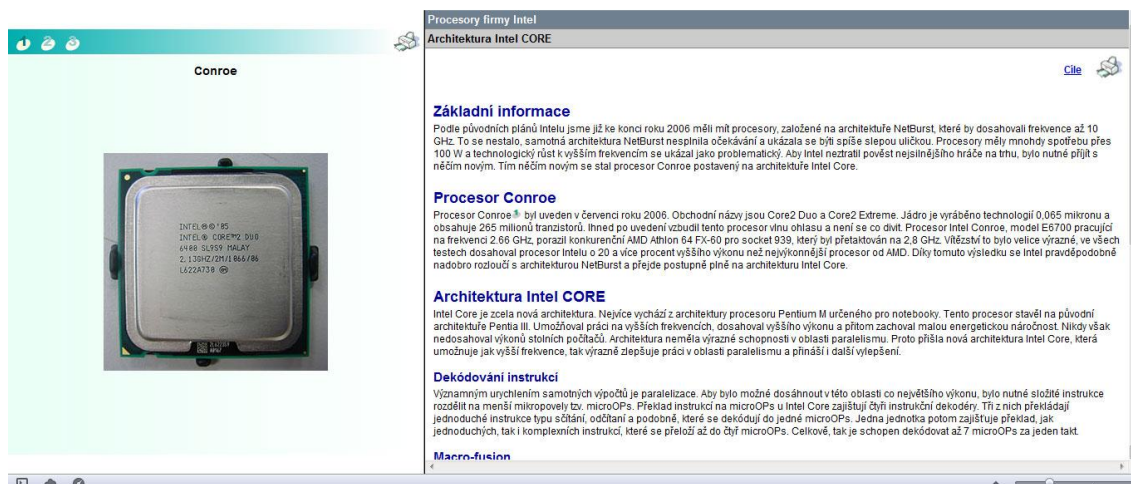 1 2 3
Conroe
INTEL® ©'05
INTEL® CORE™2 DUO
6400 SL9S9 MALAY
2.13GHZ/2M/1066/06
L622A738
Procesory firmy Intel
Architektura Intel CORE
Cíle
Základní informace
Podle původních plánů Intelu jsme již ke konci roku 2006 měli mít procesory, založené na architektuře NetBurst, které by dosahovali frekvence až 10
GHz. To se nestalo, samotná architektura NetBurst nesplnila očekávání a ukázala se býti spíše slepou uličkou. Procesory měly mnohdy spotřebu přes
100 W a technologický růst k vyšším frekvencím se ukázal jako problematický. Aby Intel neztratil pověst nejsilnějšího hráče na trhu, bylo nutné přijít s
něčím novým. Tím něčím novým se stal procesor Conroe postavený na architektuře Intel Core.
Procesor Conroe
Procesor Conroe byl uveden v červenci roku 2006. Obchodní názvy jsou Core2 Duo a Core2 Extreme. Jádro je vyráběno technologií 0,065 mikronu a
obsahuje 265 milionů tranzistorů. Ihned po uvedení vzbudil tento procesor vlnu ohlasu a není se co divit. Procesor Intel Conroe, model E6700 pracující
na frekvenci 2.66 GHz, porazil konkurenční AMD Athlon 64 FX-60 pro socket 939, který byl přetaktován na 2,8 GHz. Vítězství to bylo velice výrazné, ve všech
testech dosahoval procesor Intelu o 20 a více procent vyššího výkonu než nejvýkonnější procesor od AMD. Díky tomuto výsledku se Intel pravděpodobně
nadobro rozloučí s architekturou NetBurst a přejde postupně plně na architekturu Intel Core.
Architektura Intel CORE
Intel Core je zcela nová architektura. Nejvíce vychází z architektury procesoru Pentium M určeného pro notebooky. Tento procesor stavěl na původní
architektuře Pentia III. Umožňoval práci na vyšších frekvencích, dosahoval vyššího výkonu a přitom zachoval malou energetickou náročnost. Nikdy však
nedosahoval výkonů stolních počítačů. Architektura neměla výrazné schopnosti v oblasti paralelismu. Proto přišla nová architektura Intel Core, která
umožnuje jak vyšší frekvence, tak výrazně zlepšuje práci v oblasti paralelismu a přináší i další vylepšení.
Dekódování instrukcí
Významným urychlením samotných výpočtů je paralelizace. Aby bylo možné dosáhnout v této oblasti co největšího výkonu, bylo nutné složité instrukce
rozdělit na menší mikropovely tzv. microOPs. Překlad instrukcí na microOPs u Intel Core zajištují čtyři instrukční dekodéry. Tři z nich překládají
jednoduché instrukce typu sčítání, odčítaní a podobně, které se dekódují do jedné microOPs. Jedna jednotka potom zajišťuje překlad, jak
jednoduchých, tak i komplexních instrukcí, které se přeloží až do čtyř microOPs. Celkově, tak je schopen dekódovat až 7 microOPs za jeden takt.
Macro-fusion